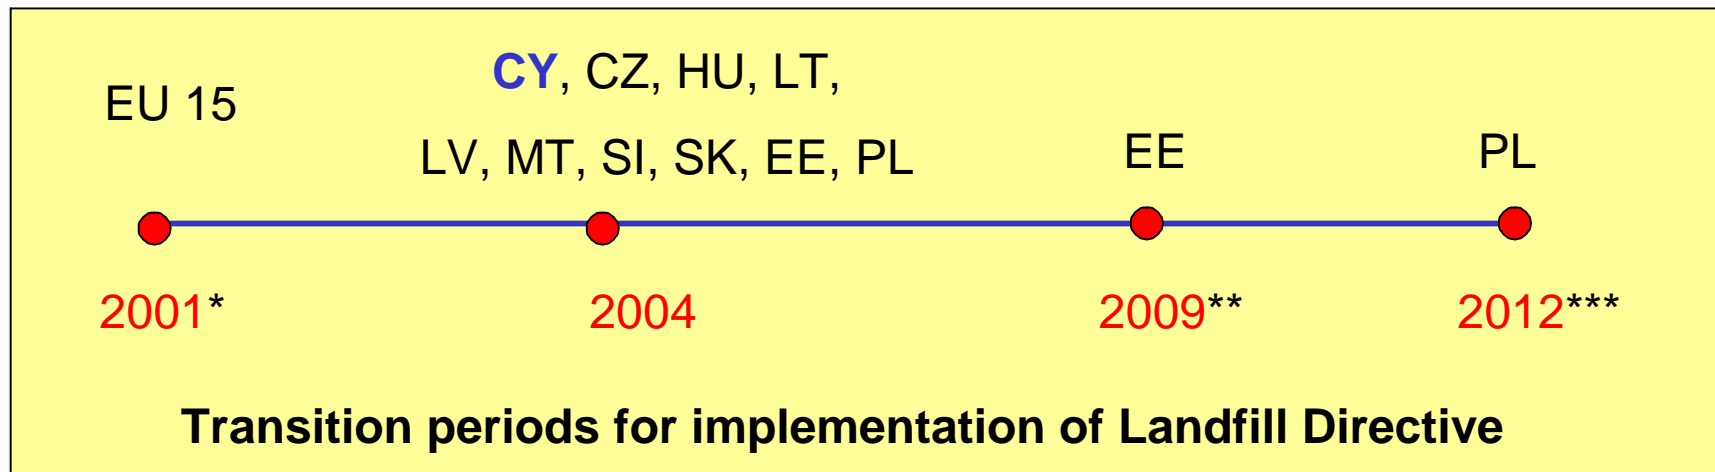 EU 15
CY, CZ, HU, LT,
LV, MT, SI, SK, EE, PL
EE
PL
2001*
2004
2009**
2012***
Transition periods for implementation of Landfill Directive